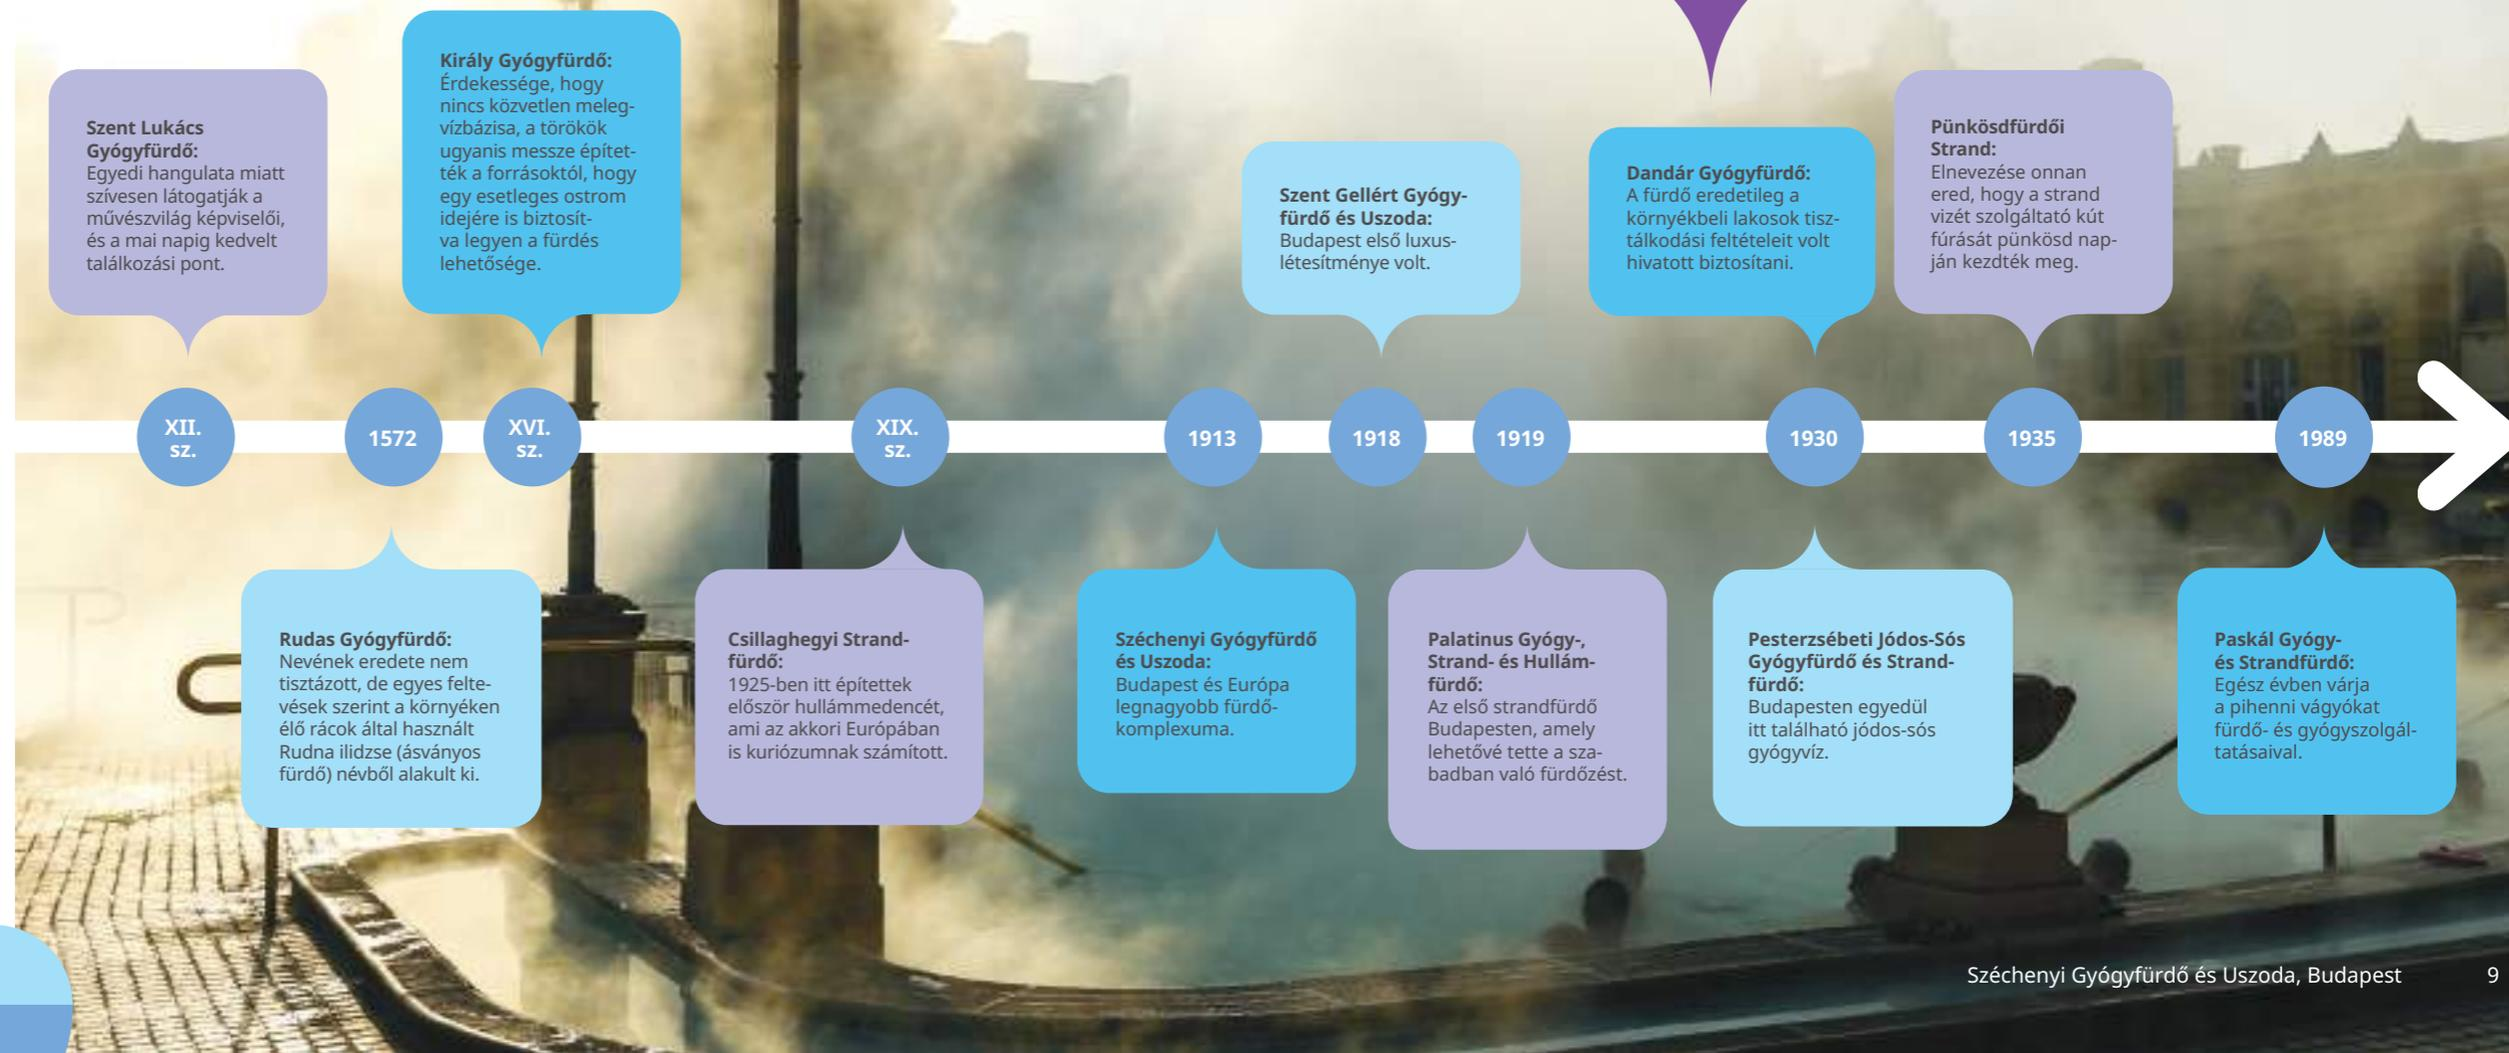 Szent Lukács
Gyógyfürdő:
Egyedi hangulata miatt
szívesen látogatják a
művészvilág képviselői,
és a mai napig kedvelt
találkozási pont.
Király Gyógyfürdő:
Érdekessége, hogy
nincs közvetlen meleg-
vízbázisa, a törökök
ugyanis messze épített-
ték a forrásoktól, hogy
egy esetleges ostrom
idejére is biztosít-
va legyen a fürdés
lehetősége.
Szent Gellért Gyógy-
fürdő és Uszoda:
Budapest első luxus-
létesítménye volt.
Dandár Gyógyfürdő:
A fürdő eredetileg a
környékbeli lakosok tisz-
tálkodási feltételeit volt
hivatott biztosítani.
Pünkösdfürdői
Strand:
Elnevezése onnan
ered, hogy a strand
vizét szolgáltató kút
fúrását pünkösd nap-
ján kezdték meg.
XII.
sz.
1572
XVI.
sz.
XIX.
sz.
1913
1918
1919
1930
1935
1989
Rudas Gyógyfürdő:
Nevének eredete nem
tisztázott, de egyes felte-
vések szerint a környéken
élő rácok által használt
Rudna ilidzse (ásványos
fürdő) névből alakult ki.
Csillaghegyi Strand-
fürdő:
1925-ben itt építettek
először hullámmedencét,
ami az akkori Európában
is kuriózumnak számított.
Széchenyi Gyógyfürdő
és Uszoda:
Budapest és Európa
legnagyobb fürdő-
komplexuma.
Palatinus Gyógy-,
Strand- és Hullám-
fürdő:
Az első strandfürdő
Budapesten, amely
lehetővé tette a sza-
badban való fürdőzést.
Pesterzsébeti Jódos-Sós
Gyógyfürdő és Strand-
fürdő:
Budapesten egyedül
itt található jódos-sós
gyógyvíz.
Paskál Gyógy-
és Strandfürdő:
Egész évben várja
a pihenni vágyókat
fürdő- és gyógyszolgál-
tatásaival.
Széchenyi Gyógyfürdő és Uszoda, Budapest
9